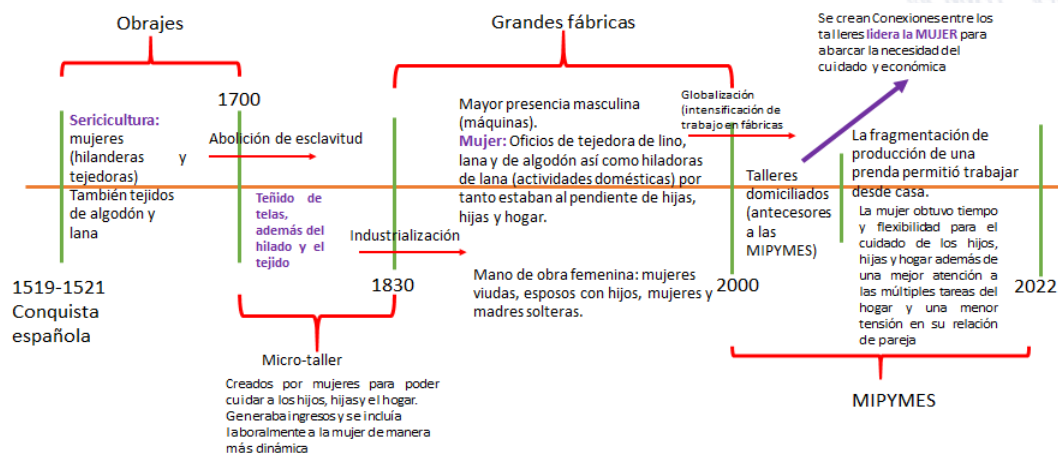 Obrajes
Grandes fábricas
Se crean Conexiones entre los
talleres lidera la MUJER para
abarcar la necesidad del
cuidado y económica
1700
Sericicultura:
mujeres
(hilanderas y
tejedoras)
También tejidos
de algodón y
lana
Abolición de esclavitud
Mayor presencia masculina
(máquinas).
Mujer: Oficios de tejedora de lino,
lana y de algodón así como hiladoras
de lana (actividades domésticas) por
tanto estaban al pendiente de hijas,
hijas y hogar.
Globalización
(intensificación de
trabajo en fábricas
La fragmentación de
producción de una
prenda permitió trabajar
desde casa.
Teñido de
telas,
además del
hilado y el
tejido
Industrialización
Talleres
domiciliados
(antecesores
a las
MIPYMES)
La mujer obtuvo tiempo
y flexibilidad para el
cuidado de los hijos,
hijas y hogar además de
una mejor atención a
las múltiples tareas del
hogar y una menor
tensión en su relación
de pareja
Mano de obra femenina: mujeres
viudas, esposos con hijos, mujeres y
madres solteras.
1519-1521
Conquista
española
1830
2000
2022
Micro-taller
Creados por mujeres para poder
cuidar a los hijos, hijas y el hogar.
Generaba ingresos y se incluía
laboralmente a la mujer de manera
más dinámica
MIPYMES